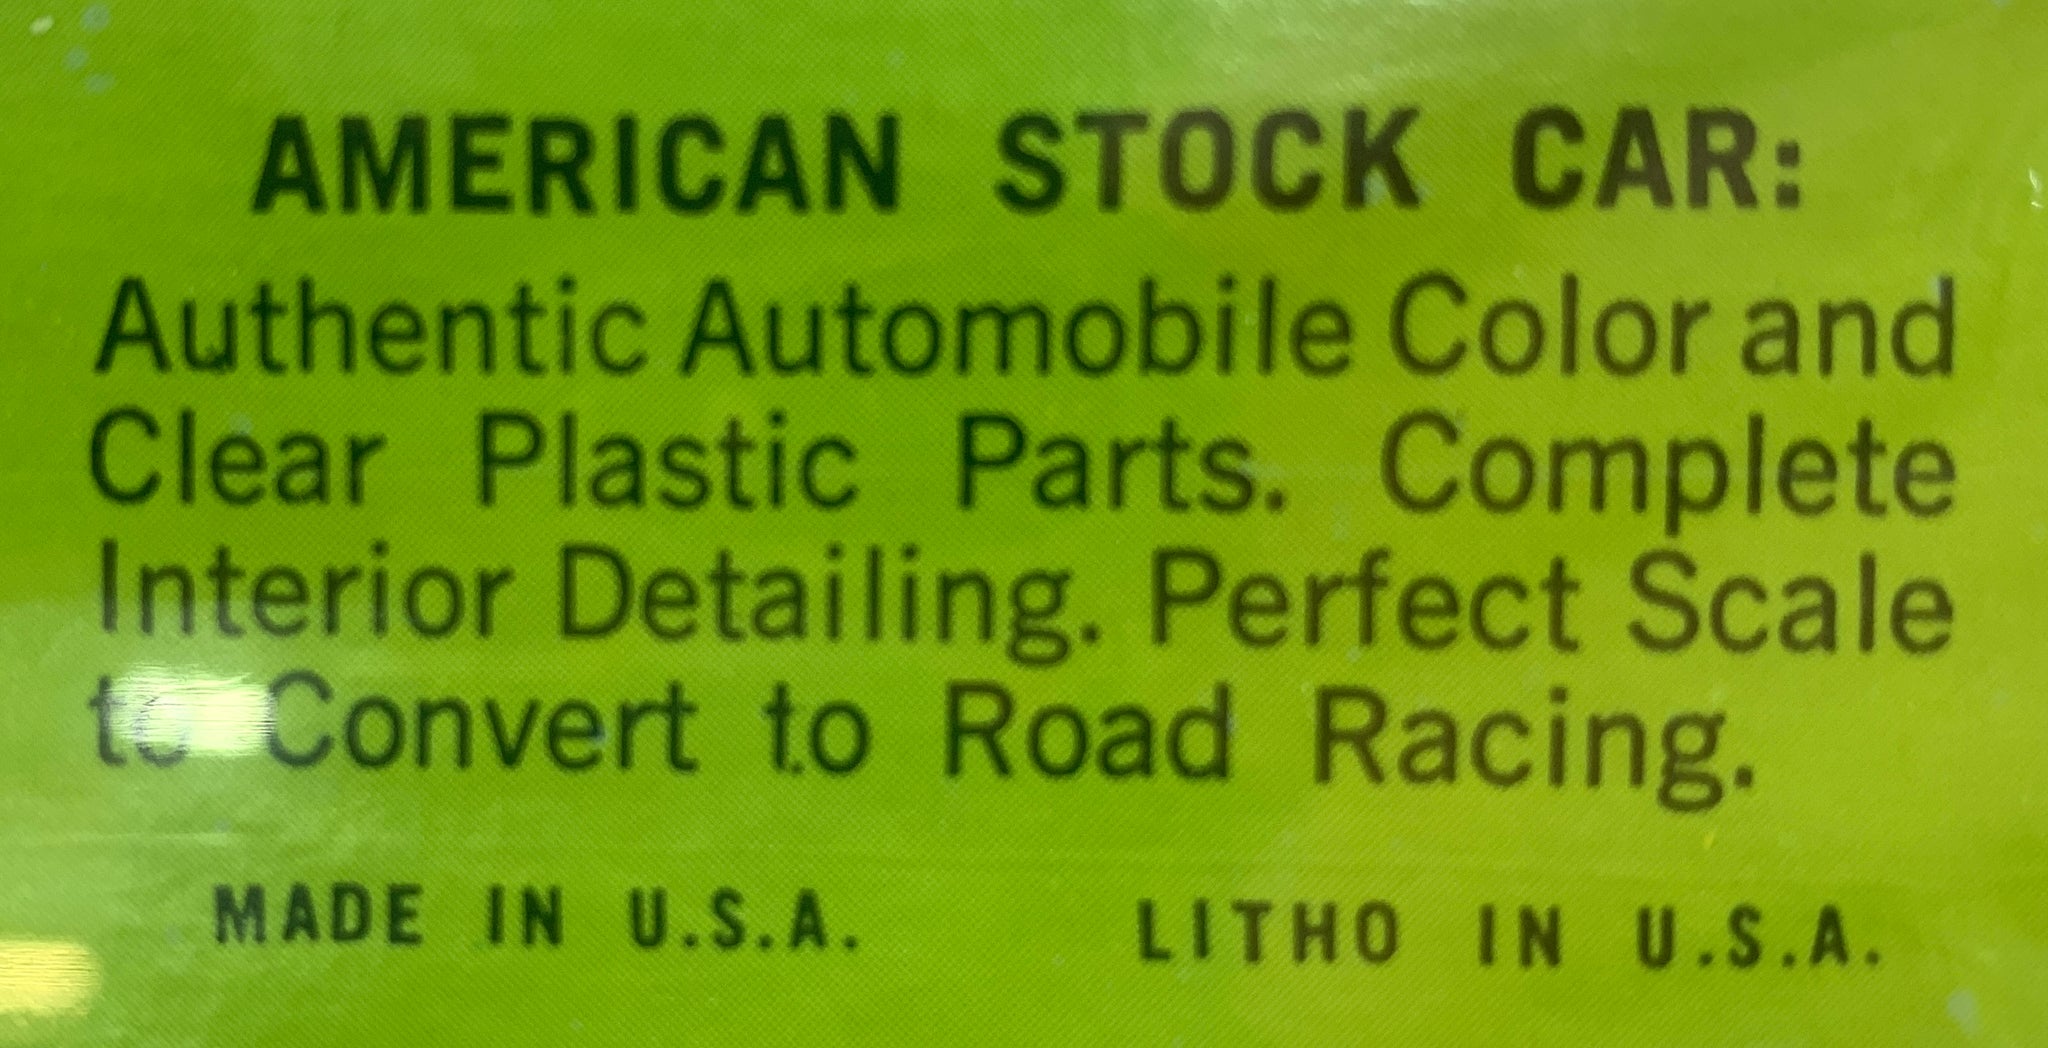 AMERICAN STOCK CAR:
Authentic Automobile Color and
Clear Plastic Parts. Complete
Interior Detailing. Perfect Scale
to Convert to Road Racing.
MADE IN U.S.A. LITHO IN U.S.A.